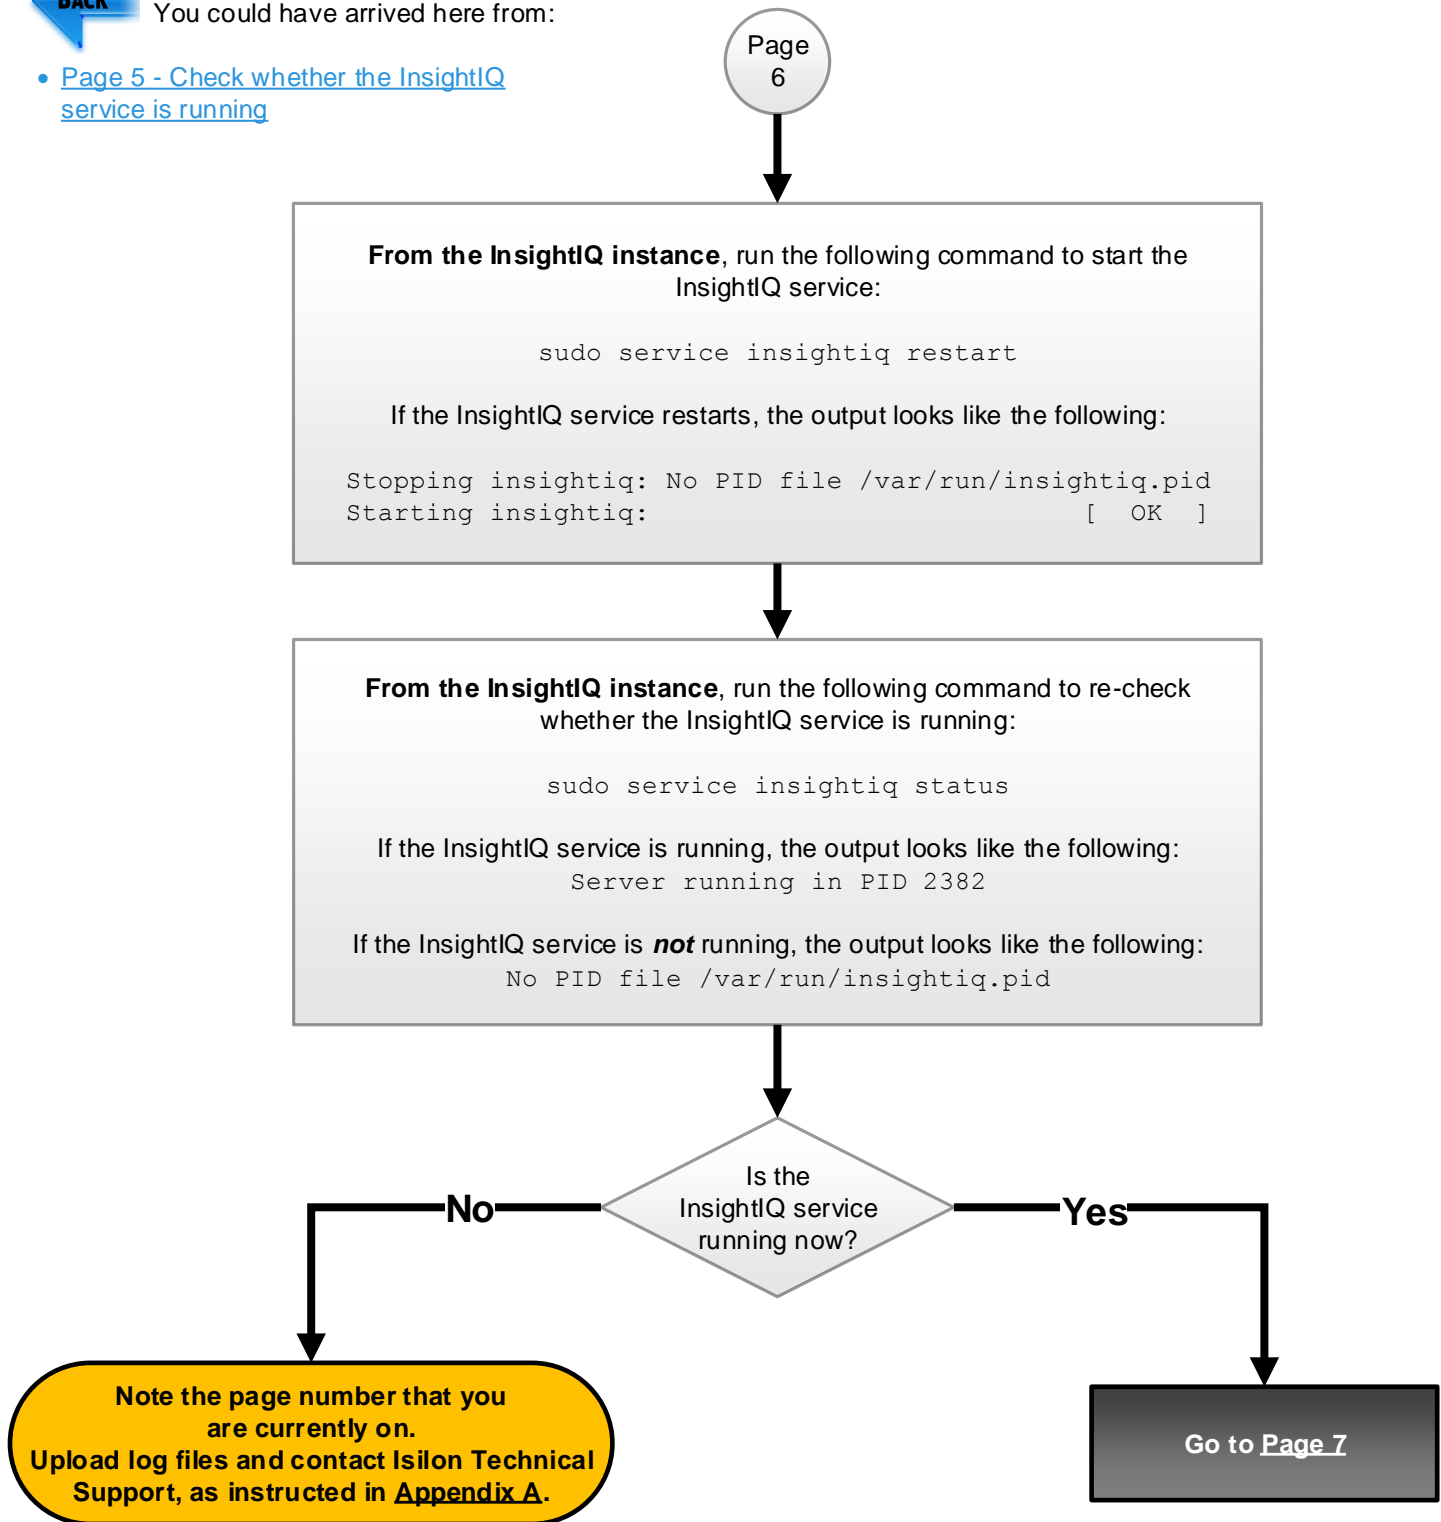 BACK
You could have arrived here from:
• Page 5 - Check whether the InsightIQ
service is running
Page
6
From the InsightIQ instance, run the following command to start the
InsightIQ service:
sudo service insightiq restart
If the InsightIQ service restarts, the output looks like the following:
Stopping insightiq: No PID file /var/run/insightiq.pid
Starting insightiq: [ OK ]
From the InsightIQ instance, run the following command to re-check
whether the InsightIQ service is running:
sudo service insightiq status
If the InsightIQ service is running, the output looks like the following:
Server running in PID 2382
If the InsightIQ service is not running, the output looks like the following:
No PID file /var/run/insightiq.pid
Is the
InsightIQ service
running now?
No
Yes
Note the page number that you
are currently on.
Upload log files and contact Isilon Technical
Support, as instructed in Appendix A.
Go to Page 7